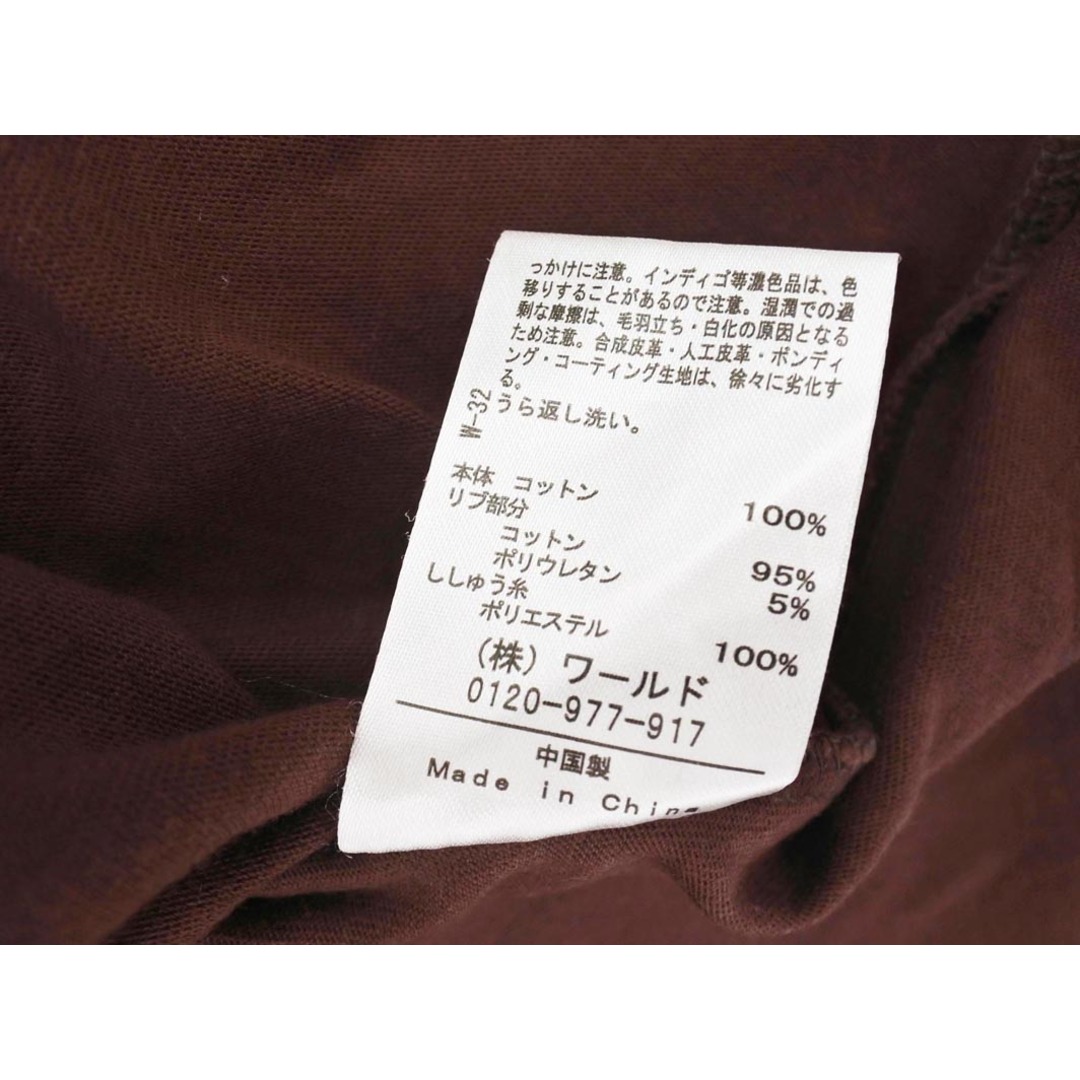 っかけに注意。インディゴ等濃色品は、色
移りすることがあるので注意。湿潤での過
剰な摩擦は、毛羽立ち・白化の原因となる
ため注意。合成皮革・人工皮革・ボンディ
ング・コーティング生地は、徐々に劣化す
る。
うら返し洗い。
W-32
本体 コットン 100%
リブ部分
コットン 95%
ポリウレタン 5%
ししゅう糸
ポリエステル 100%
(株) ワールド
0120-977-917
中国製
Made in China